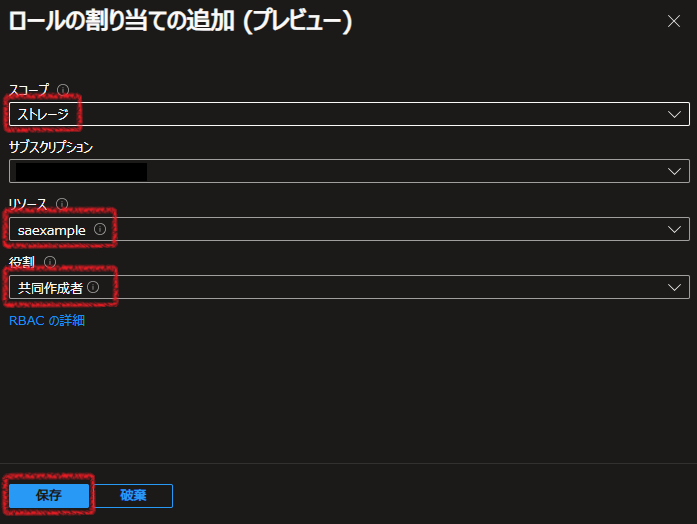 ロールの割り当ての追加 (プレビュー)
スコープ
ストレージ
サブスクリプション
リソース
saexample
役割
共同作成者
RBAC の詳細
保存
破棄